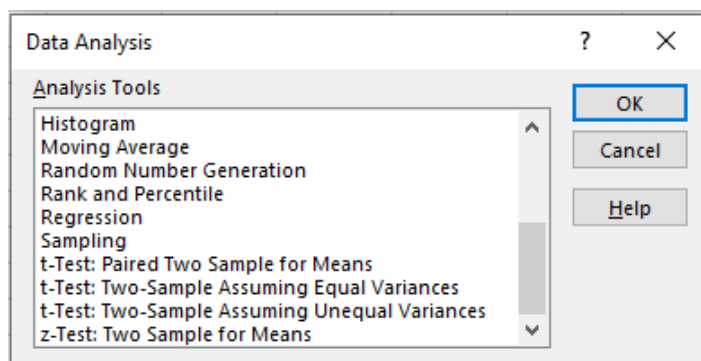 Data Analysis ? ×
Analysis Tools
Histogram
Moving Average
Random Number Generation
Rank and Percentile
Regression
Sampling
t-Test: Paired Two Sample for Means
t-Test: Two-Sample Assuming Equal Variances
t-Test: Two-Sample Assuming Unequal Variances
z-Test: Two Sample for Means
OK
Cancel
Help